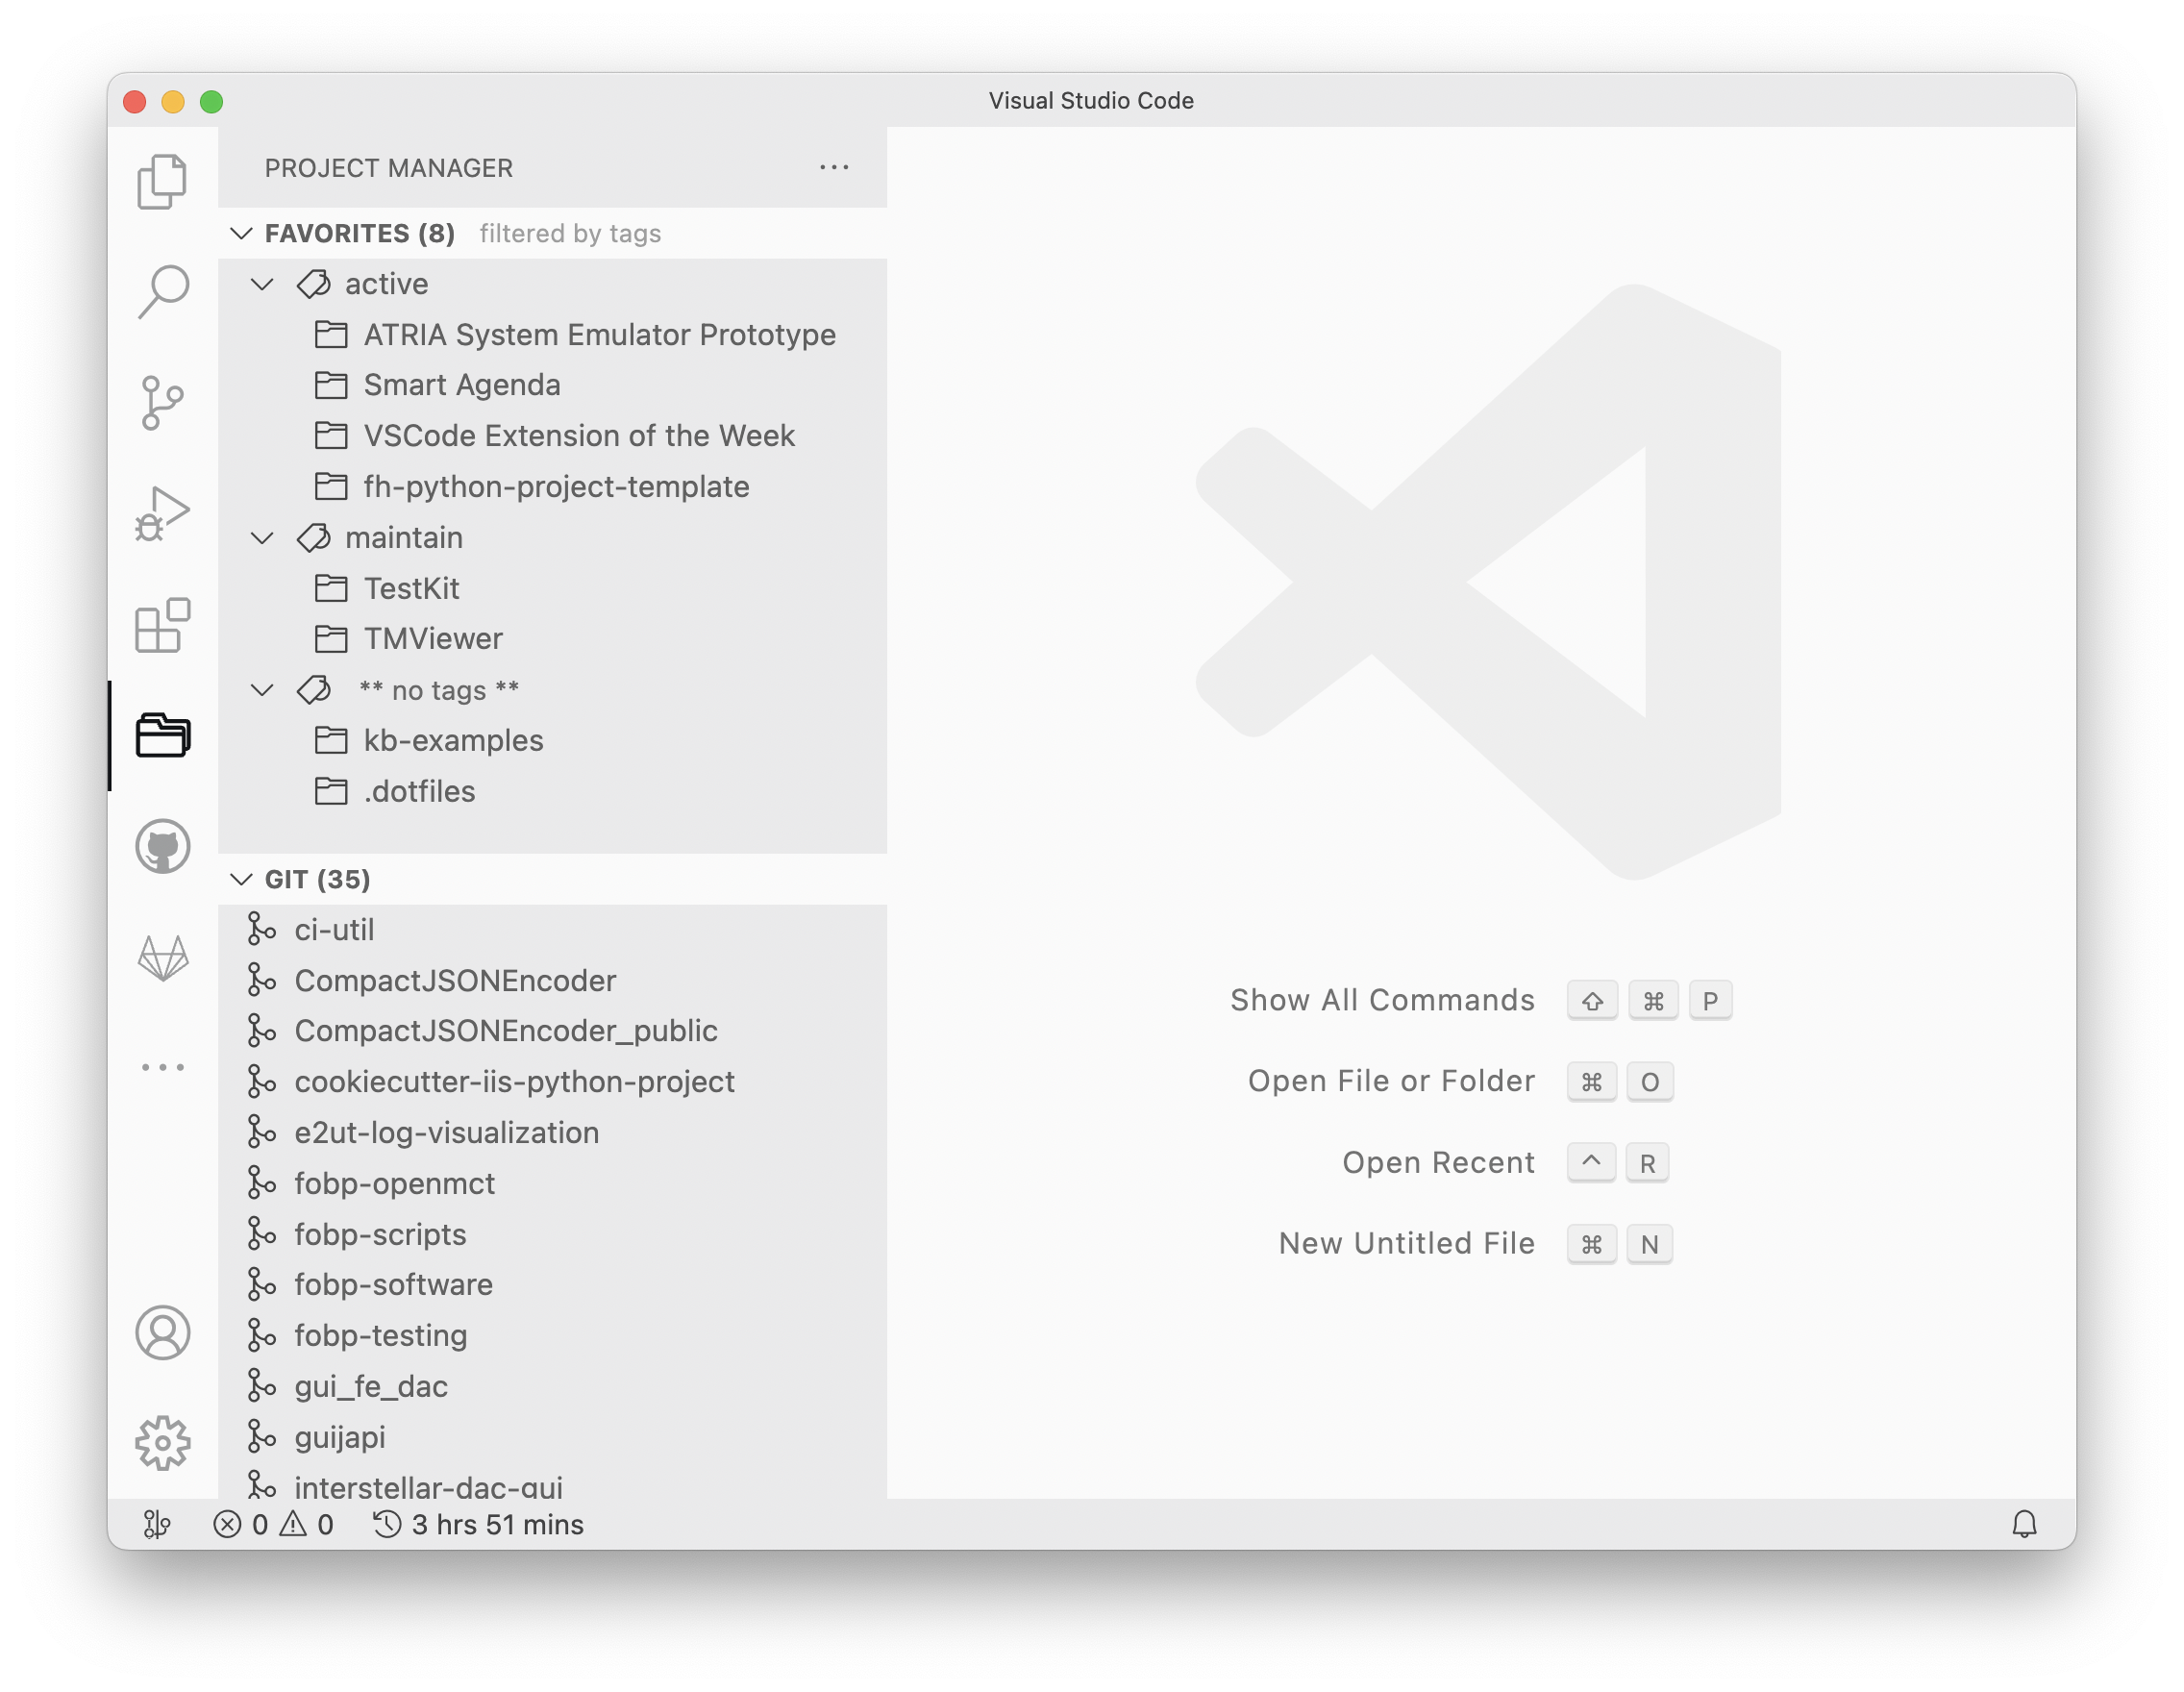 Visual Studio Code
PROJECT MANAGER
FAVORITES (8) filtered by tags
active
ATRIA System Emulator Prototype
Smart Agenda
VSCode Extension of the Week
fh-python-project-template
maintain
TestKit
TMViewer
** no tags **
kb-examples
.dotfiles
GIT (35)
ci-util
CompactJSONEncoder
CompactJSONEncoder_public
cookiecutter-iis-python-project
e2ut-log-visualization
fobp-openmct
fobp-scripts
fobp-software
fobp-testing
gui_fe_dac
guijapi
interstellar-dac-gui
Show All Commands ⇧ ⌘ P
Open File or Folder ⌘ O
Open Recent ^ R
New Untitled File ⌘ N
0 0 3 hrs 51 mins